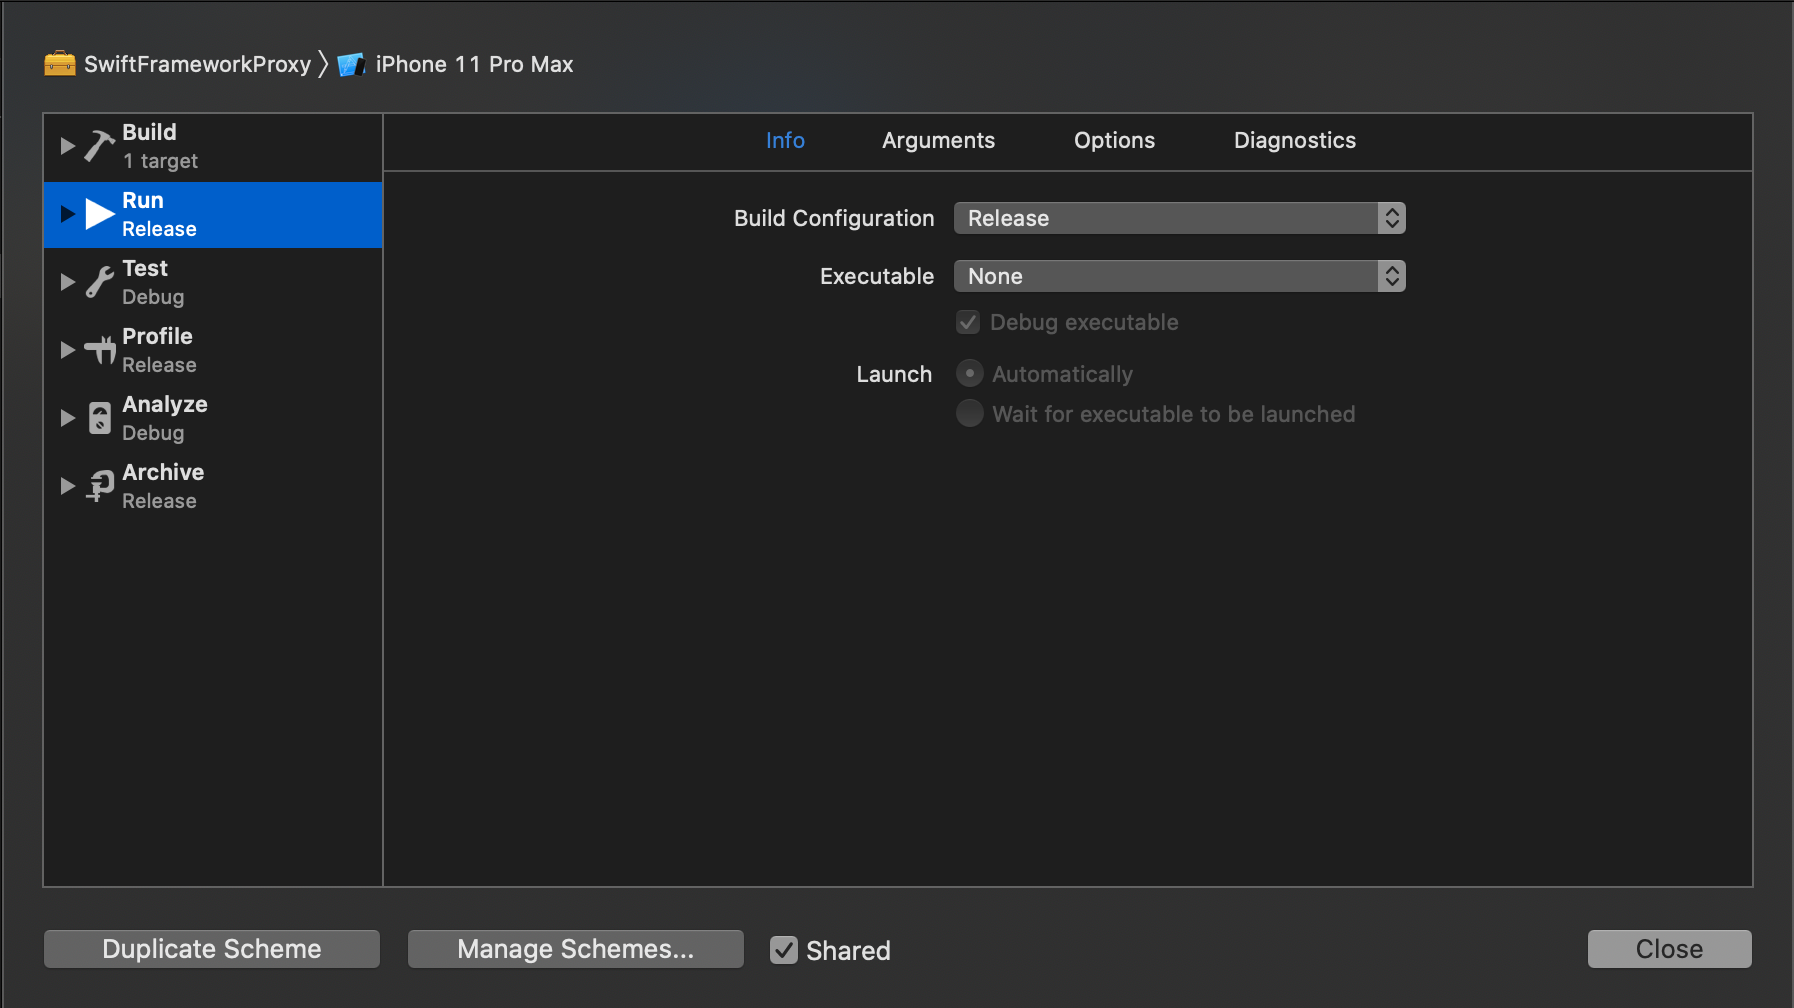 SwiftFrameworkProxy 〉 iPhone 11 Pro Max
Build
1 target
Run
Release
Test
Debug
Profile
Release
Analyze
Debug
Archive
Release
Info Arguments Options Diagnostics
Build Configuration Release
Executable None
Debug executable
Launch Automatically
Wait for executable to be launched
Duplicate Scheme Manage Schemes... Shared Close